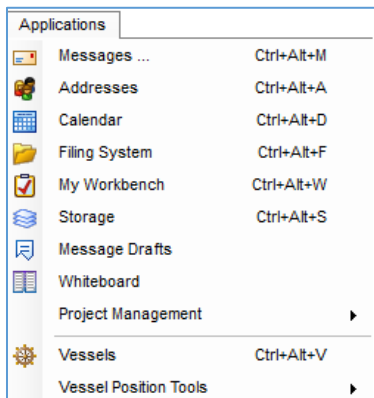 Applications
Messages ... Ctrl+Alt+M
Addresses Ctrl+Alt+A
Calendar Ctrl+Alt+D
Filing System Ctrl+Alt+F
My Workbench Ctrl+Alt+W
Storage Ctrl+Alt+S
Message Drafts
Whiteboard
Project Management
Vessels Ctrl+Alt+V
Vessel Position Tools